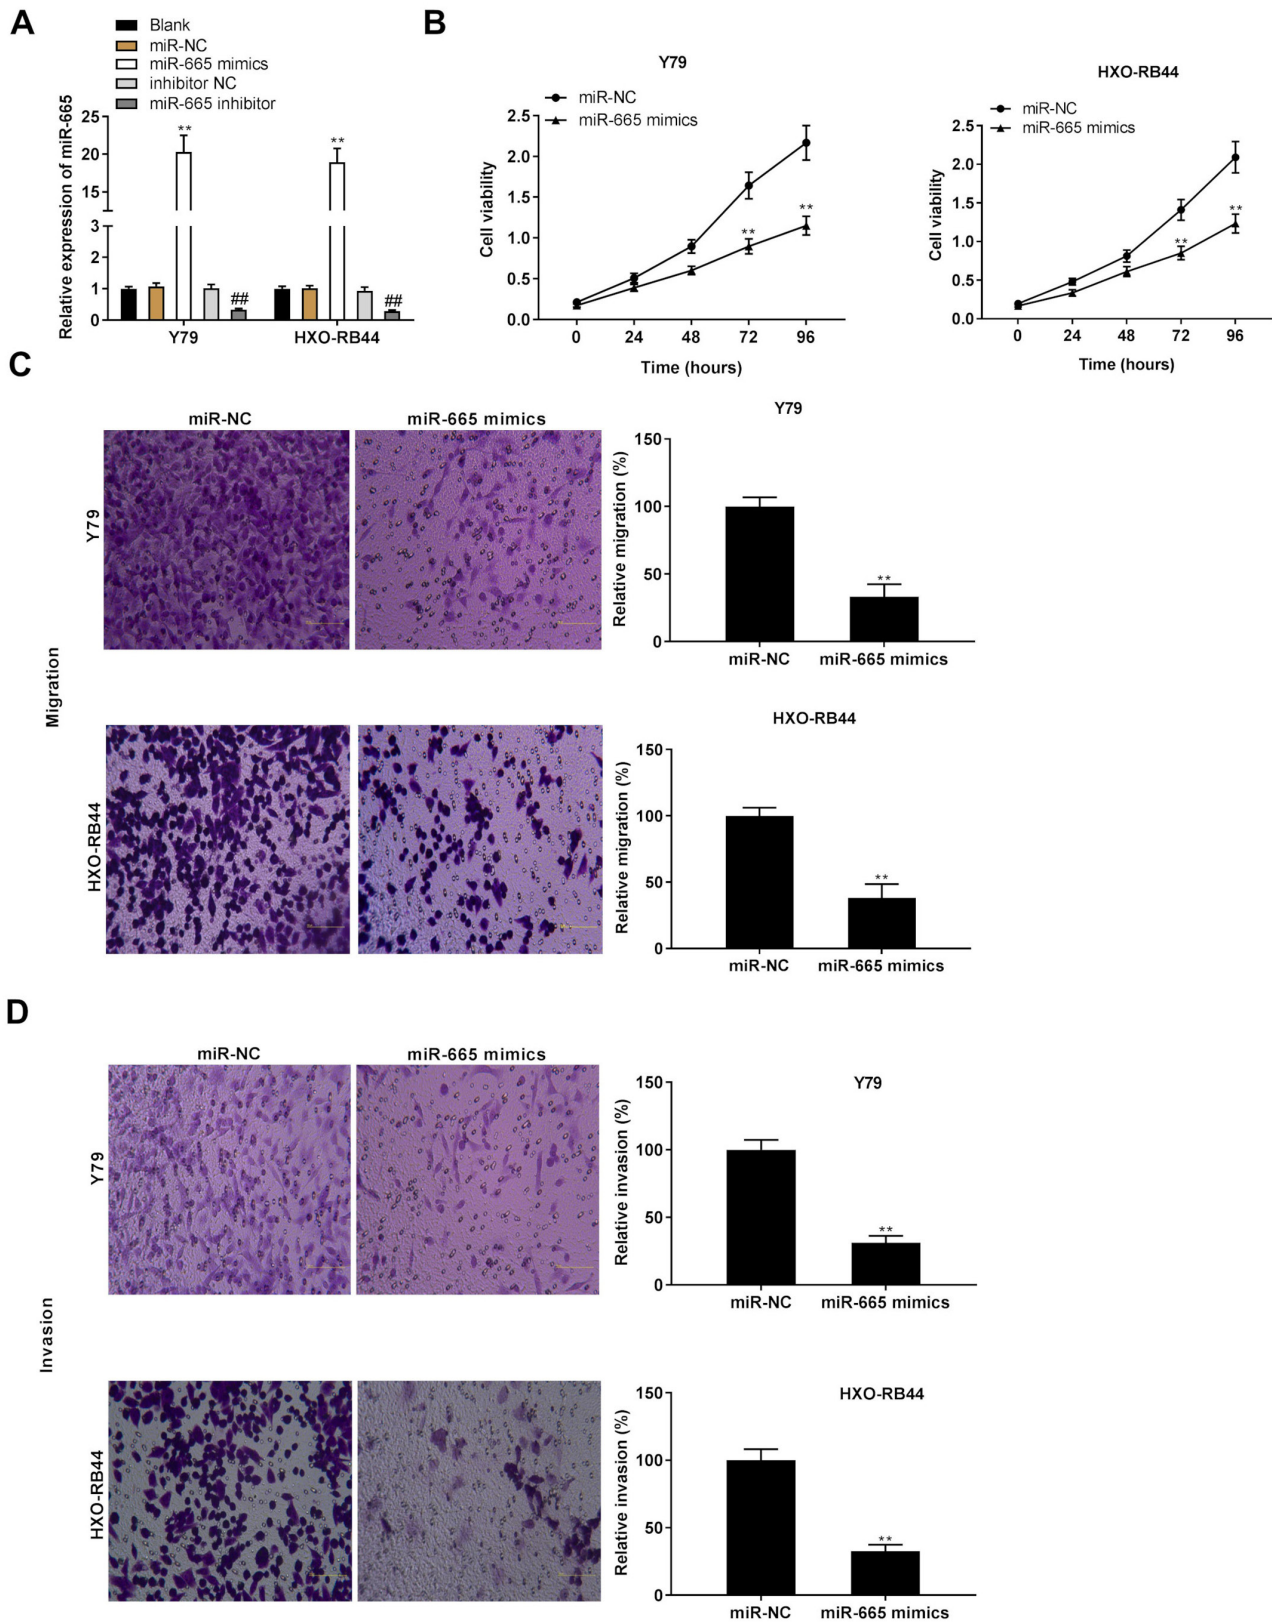 A
Blank
miR-NC
miR-665 mimics
inhibitor NC
miR-665 inhibitor
Relative expression of miR-665
25
20
15
3
2
1
0
**
**
##
##
Y79
HXO-RB44
B
Y79
miR-NC
miR-665 mimics
Cell viability
2.5
2.0
1.5
1.0
0.5
0.0
**
**
0 24 48 72 96
Time (hours)
HXO-RB44
miR-NC
miR-665 mimics
Cell viability
2.5
2.0
1.5
1.0
0.5
0.0
**
**
0 24 48 72 96
Time (hours)
C
Migration
miR-NC
miR-665 mimics
Y79
Y79
Relative migration (%)
150
100
50
0
**
miR-NC
miR-665 mimics
HXO-RB44
HXO-RB44
Relative migration (%)
150
100
50
0
**
miR-NC
miR-665 mimics
D
Invasion
miR-NC
miR-665 mimics
Y79
Y79
Relative invasion (%)
150
100
50
0
**
miR-NC
miR-665 mimics
HXO-RB44
HXO-RB44
Relative invasion (%)
150
100
50
0
**
miR-NC
miR-665 mimics